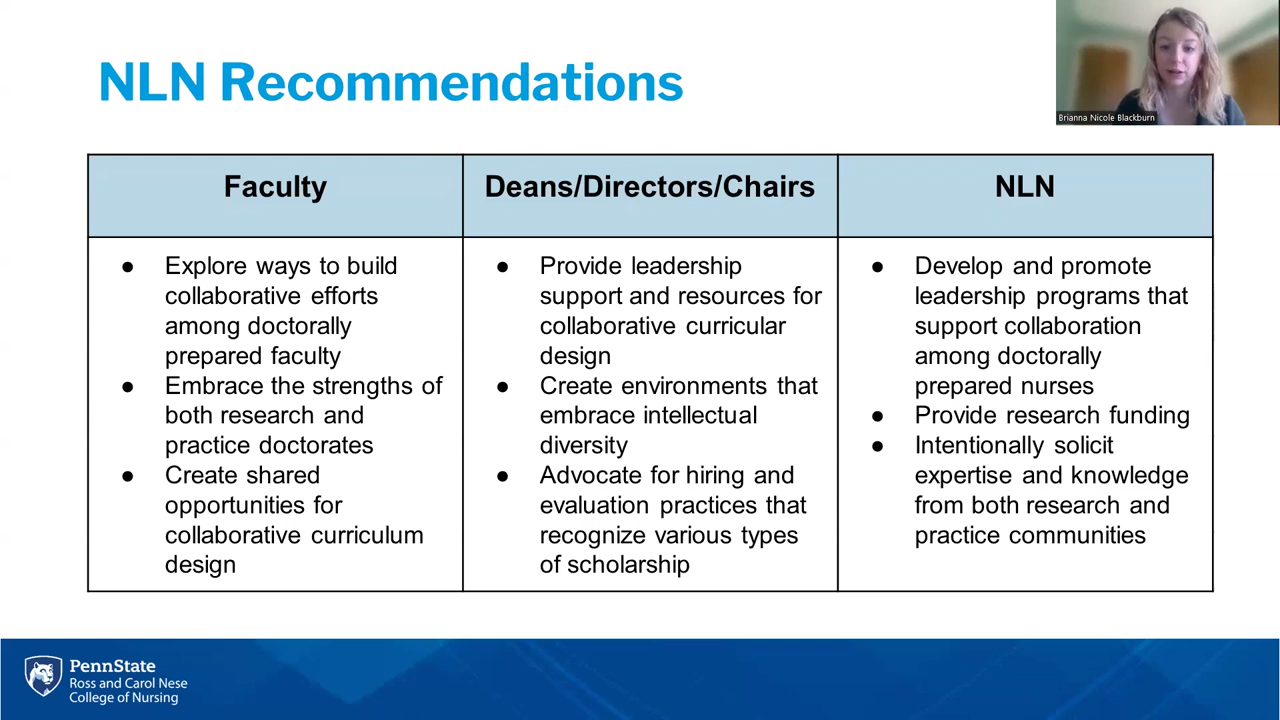 NLN Recommendations
Brianna Nicole Blackburn
Faculty
Deans/Directors/Chairs
NLN
● Explore ways to build
collaborative efforts
among doctorally
prepared faculty
● Embrace the strengths of
both research and
practice doctorates
● Create shared
opportunities for
collaborative curriculum
design
● Provide leadership
support and resources for
collaborative curricular
design
● Create environments that
embrace intellectual
diversity
● Advocate for hiring and
evaluation practices that
recognize various types
of scholarship
● Develop and promote
leadership programs that
support collaboration
among doctorally
prepared nurses
● Provide research funding
● Intentionally solicit
expertise and knowledge
from both research and
practice communities
PennState
Ross and Carol Nese
College of Nursing